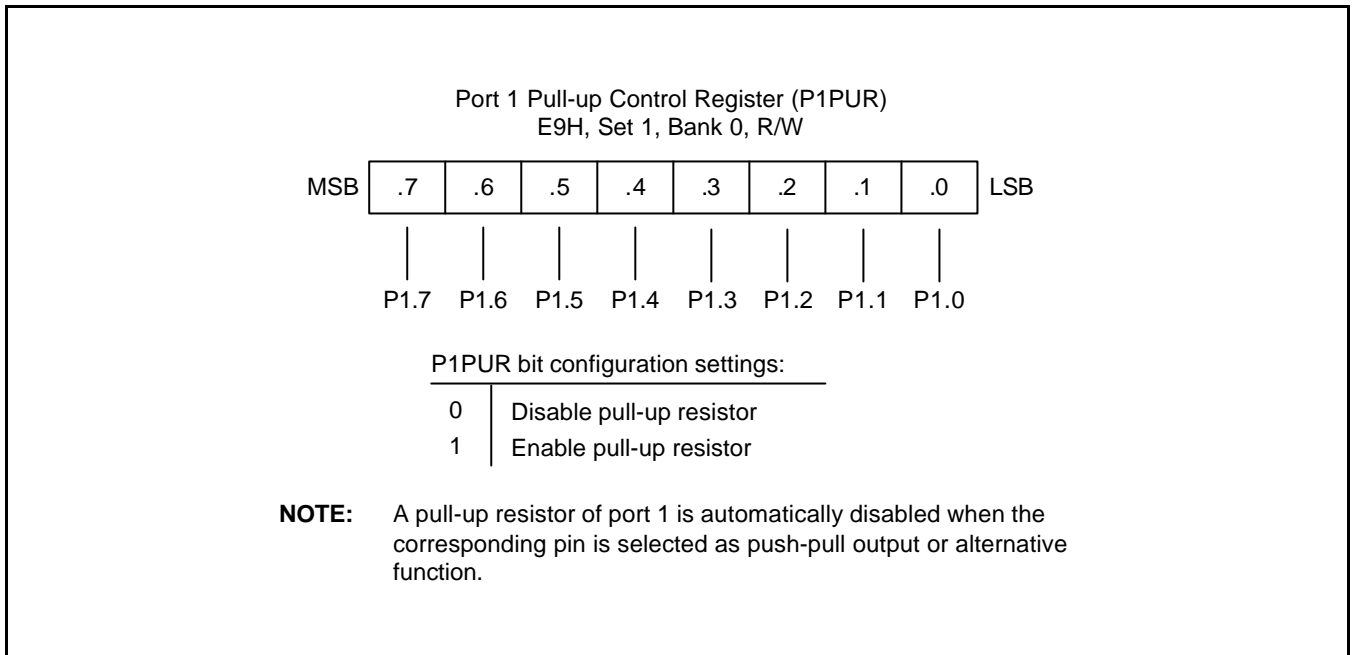 Port 1 Pull-up Control Register (P1PUR)
E9H, Set 1, Bank 0, R/W
MSB .7 .6 .5 .4 .3 .2 .1 .0 LSB
P1.7 P1.6 P1.5 P1.4 P1.3 P1.2 P1.1 P1.0
P1PUR bit configuration settings:
0 Disable pull-up resistor
1 Enable pull-up resistor
NOTE: A pull-up resistor of port 1 is automatically disabled when the
corresponding pin is selected as push-pull output or alternative
function.